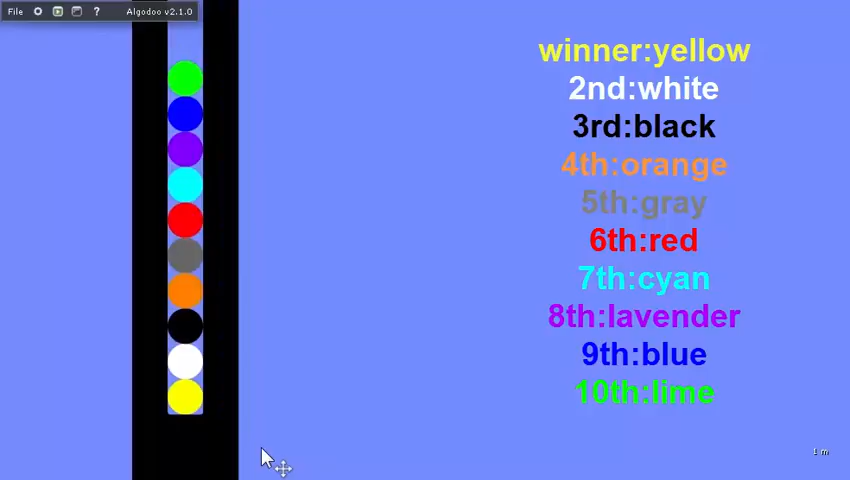 File ? Algodoo v2.1.0
winner:yellow
2nd:white
3rd:black
4th:orange
5th:gray
6th:red
7th:cyan
8th:lavender
9th:blue
10th:lime
1 m